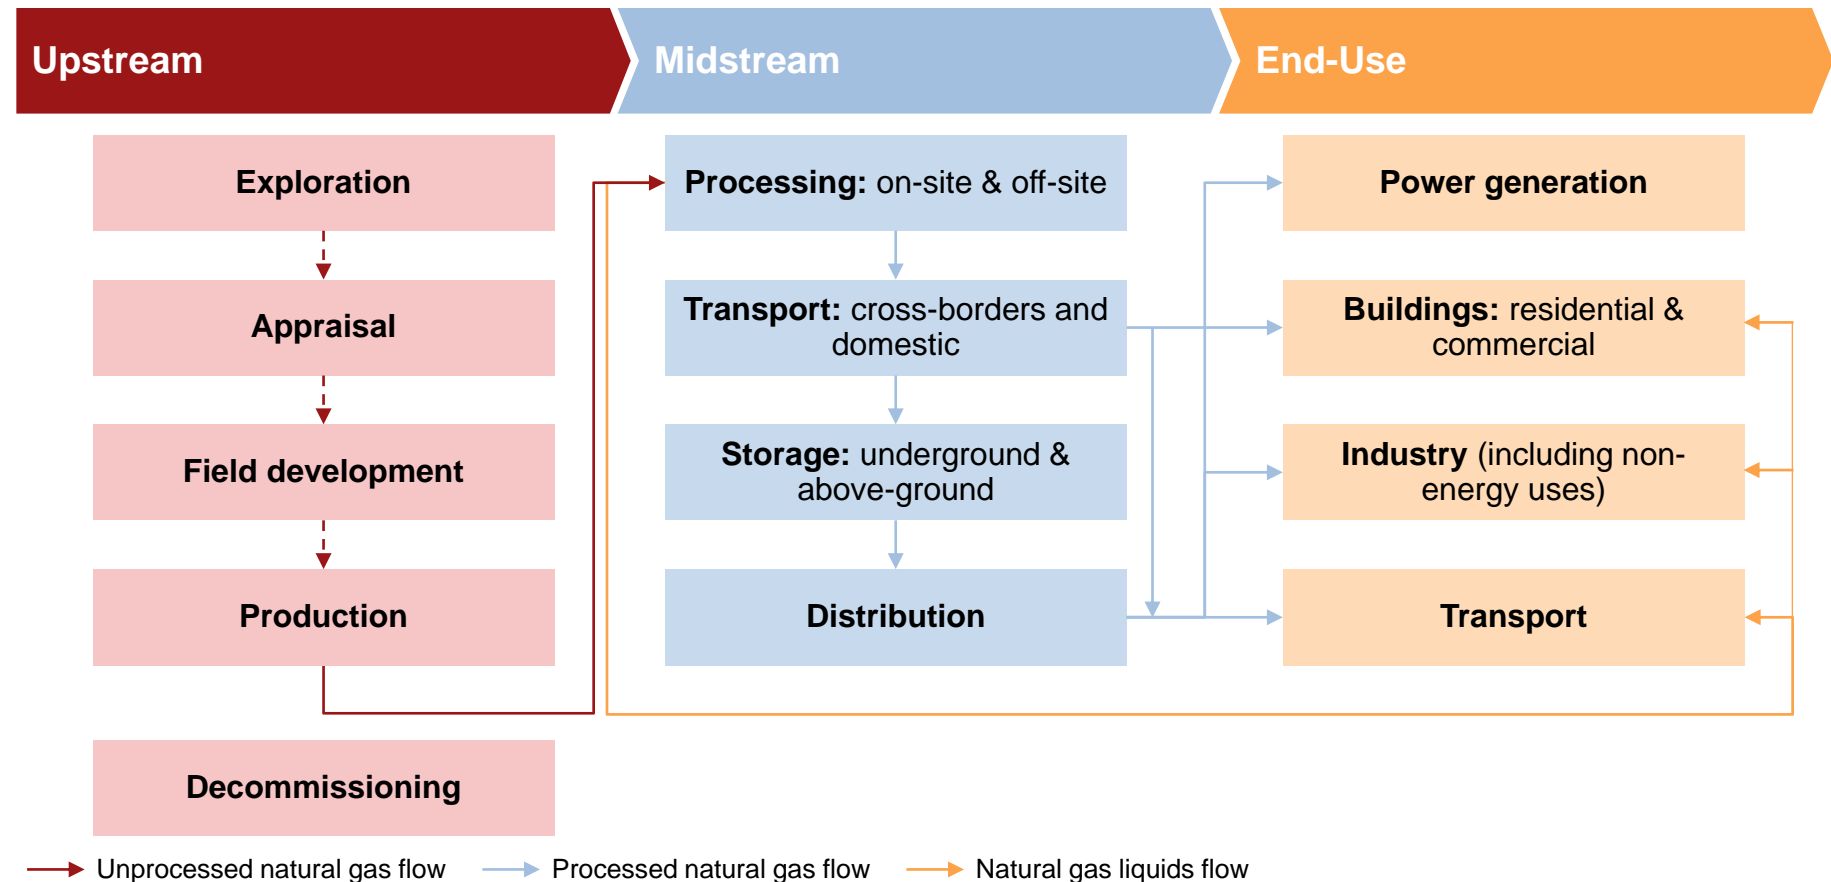 Upstream
Midstream
End-Use
Exploration
Appraisal
Field development
Production
Decommissioning
Processing: on-site & off-site
Transport: cross-borders and
domestic
Storage: underground &
above-ground
Distribution
Power generation
Buildings: residential &
commercial
Industry (including non-
energy uses)
Transport
Unprocessed natural gas flow
Processed natural gas flow
Natural gas liquids flow